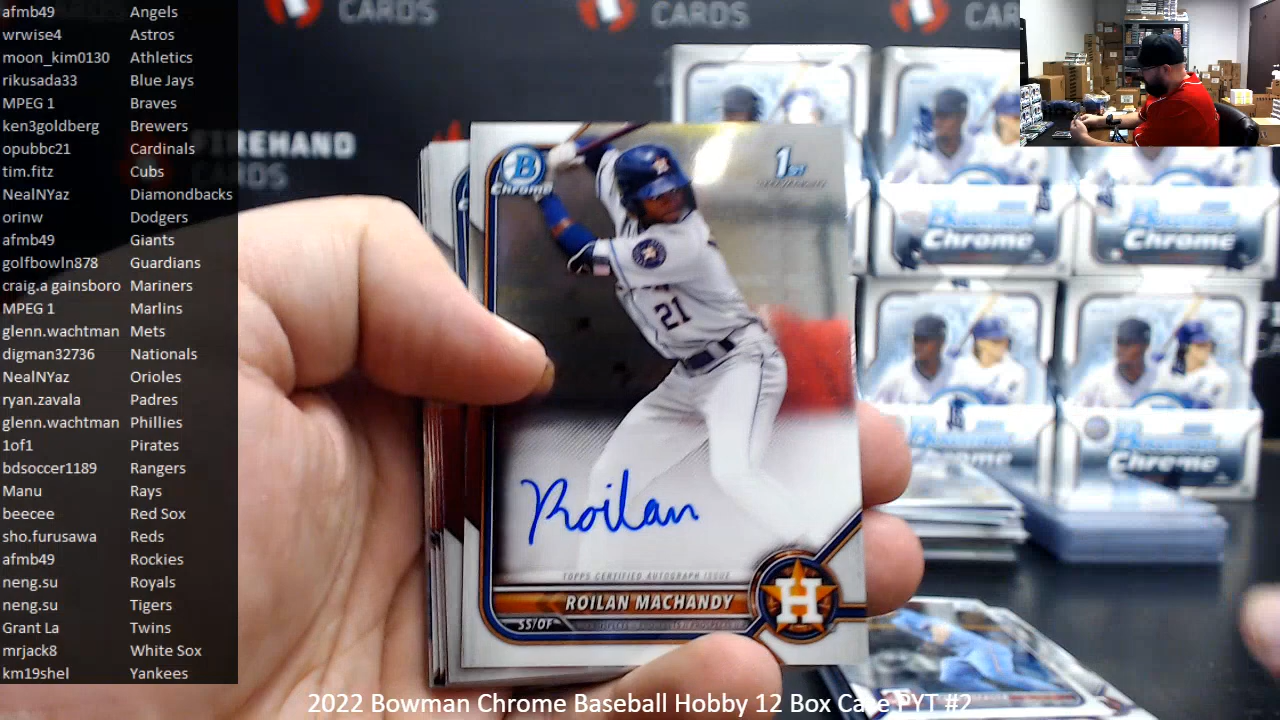 afmb49 Angels
wrwise4 Astros
moon_kim0130 Athletics
rikusada33 Blue Jays
MPEG 1 Braves
ken3goldberg Brewers
opubbc21 Cardinals
tim.fitz Cubs
NealNYaz Diamondbacks
orinw Dodgers
afmb49 Giants
golfbowln878 Guardians
craig.a gainsboro Mariners
MPEG 1 Marlins
glenn.wachtman Mets
digman32736 Nationals
NealNYaz Orioles
ryan.zavala Padres
glenn.wachtman Phillies
1of1 Pirates
bdsoccer1189 Rangers
Manu Rays
beecee Red Sox
sho.furusawa Reds
afmb49 Rockies
neng.su Royals
neng.su Tigers
Grant La Twins
mrjack8 White Sox
km19shel Yankees
CARDS
CARDS
CARDS
FIREHAND
CARDS
B
Chrome
1ST
21
Roilan
TOPPS CERTIFIED AUTOGRAPH ISSUE
ROILAN MACHANDY
SS/OF
H
Bowman
Chrome
Bowman
Chrome
Bowman
Chrome
Bowman
Chrome
2022 Bowman Chrome Baseball Hobby 12 Box Case PYT #2